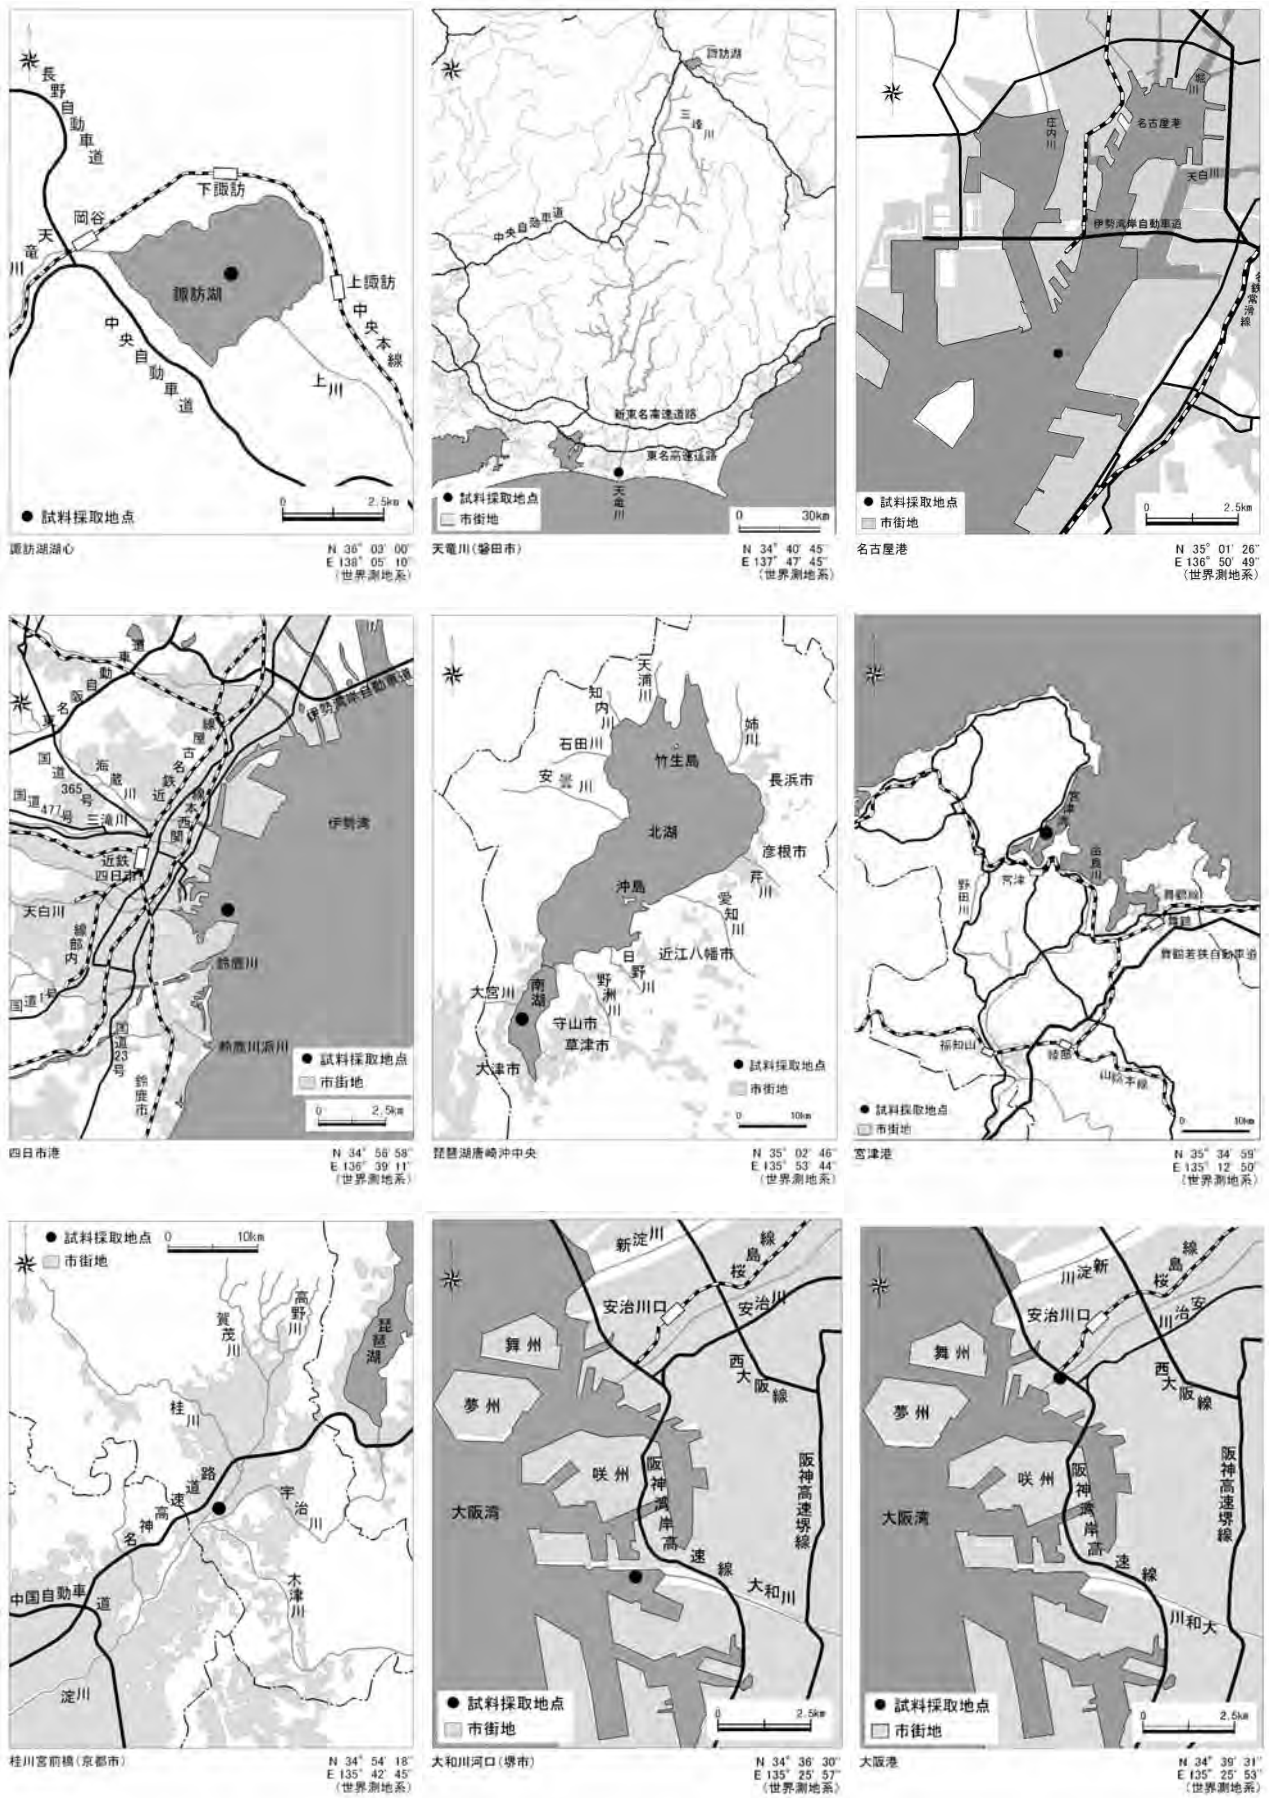 長野自動車道
下諏訪
岡谷
天竜川
上諏訪
諏訪湖
中央本線
中央自動車道
上川
0 2.5km
● 試料採取地点
諏訪湖湖心
N 36° 03' 00"
E 138° 05' 10"
(世界測地系)
諏訪湖
三峰川
中央自動車道
新東名高速道路
東名高速道路
天竜川
● 試料採取地点
市街地
0 30km
天竜川(磐田市)
N 34° 40' 45"
E 137° 47' 45"
(世界測地系)
堀川
庄内川
名古屋港
天白川
伊勢湾岸自動車道
名鉄常滑線
● 試料採取地点
市街地
0 2.5km
名古屋港
N 35° 01' 26"
E 136° 50' 49"
(世界測地系)
東名阪自動車道
伊勢湾岸自動車道
近鉄名古屋線
国道365号
海蔵川
国道477号
三滝川
関西本線
伊勢湾
近鉄四日市
天白川
内部線
鈴鹿川
国道1号
国道23号
鈴鹿川派川
鈴鹿市
● 試料採取地点
市街地
0 2.5km
四日市港
N 34° 56' 58"
E 136° 39' 11"
(世界測地系)
知内川
姉川
石田川
竹生島
安曇川
長浜市
北湖
彦根市
芹川
沖島
愛知川
近江八幡市
日野川
野洲川
大宮川
南湖
守山市
草津市
大津市
● 試料採取地点
市街地
0 10km
琵琶湖唐崎沖中央
N 35° 02' 46"
E 135° 53' 44"
(世界測地系)
由良川
宮津
野田川
舞鶴線
舞鶴
舞鶴若狭自動車道
福知山
綾部
山陰本線
● 試料採取地点
市街地
0 10km
宮津港
N 35° 34' 59"
E 135° 12' 50"
(世界測地系)
● 試料採取地点
市街地
0 10km
賀茂川
高野川
琵琶湖
桂川
名神高速道路
宇治川
木津川
中国自動車道
淀川
桂川宮前橋(京都市)
N 34° 54' 18"
E 135° 42' 45"
(世界測地系)
新淀川
桜島線
安治川口
安治川
舞州
夢州
西大阪線
咲州
阪神湾岸高速線
阪神高速堺線
大阪湾
大和川
● 試料採取地点
市街地
0 2.5km
大和川河口(堺市)
N 34° 36' 30"
E 135° 25' 57"
(世界測地系)
新淀川
桜島線
安治川口
安治川
舞州
夢州
西大阪線
咲州
阪神湾岸高速線
阪神高速堺線
大阪湾
大和川
● 試料採取地点
市街地
0 2.5km
大阪港
N 34° 39' 31"
E 135° 25' 53"
(世界測地系)